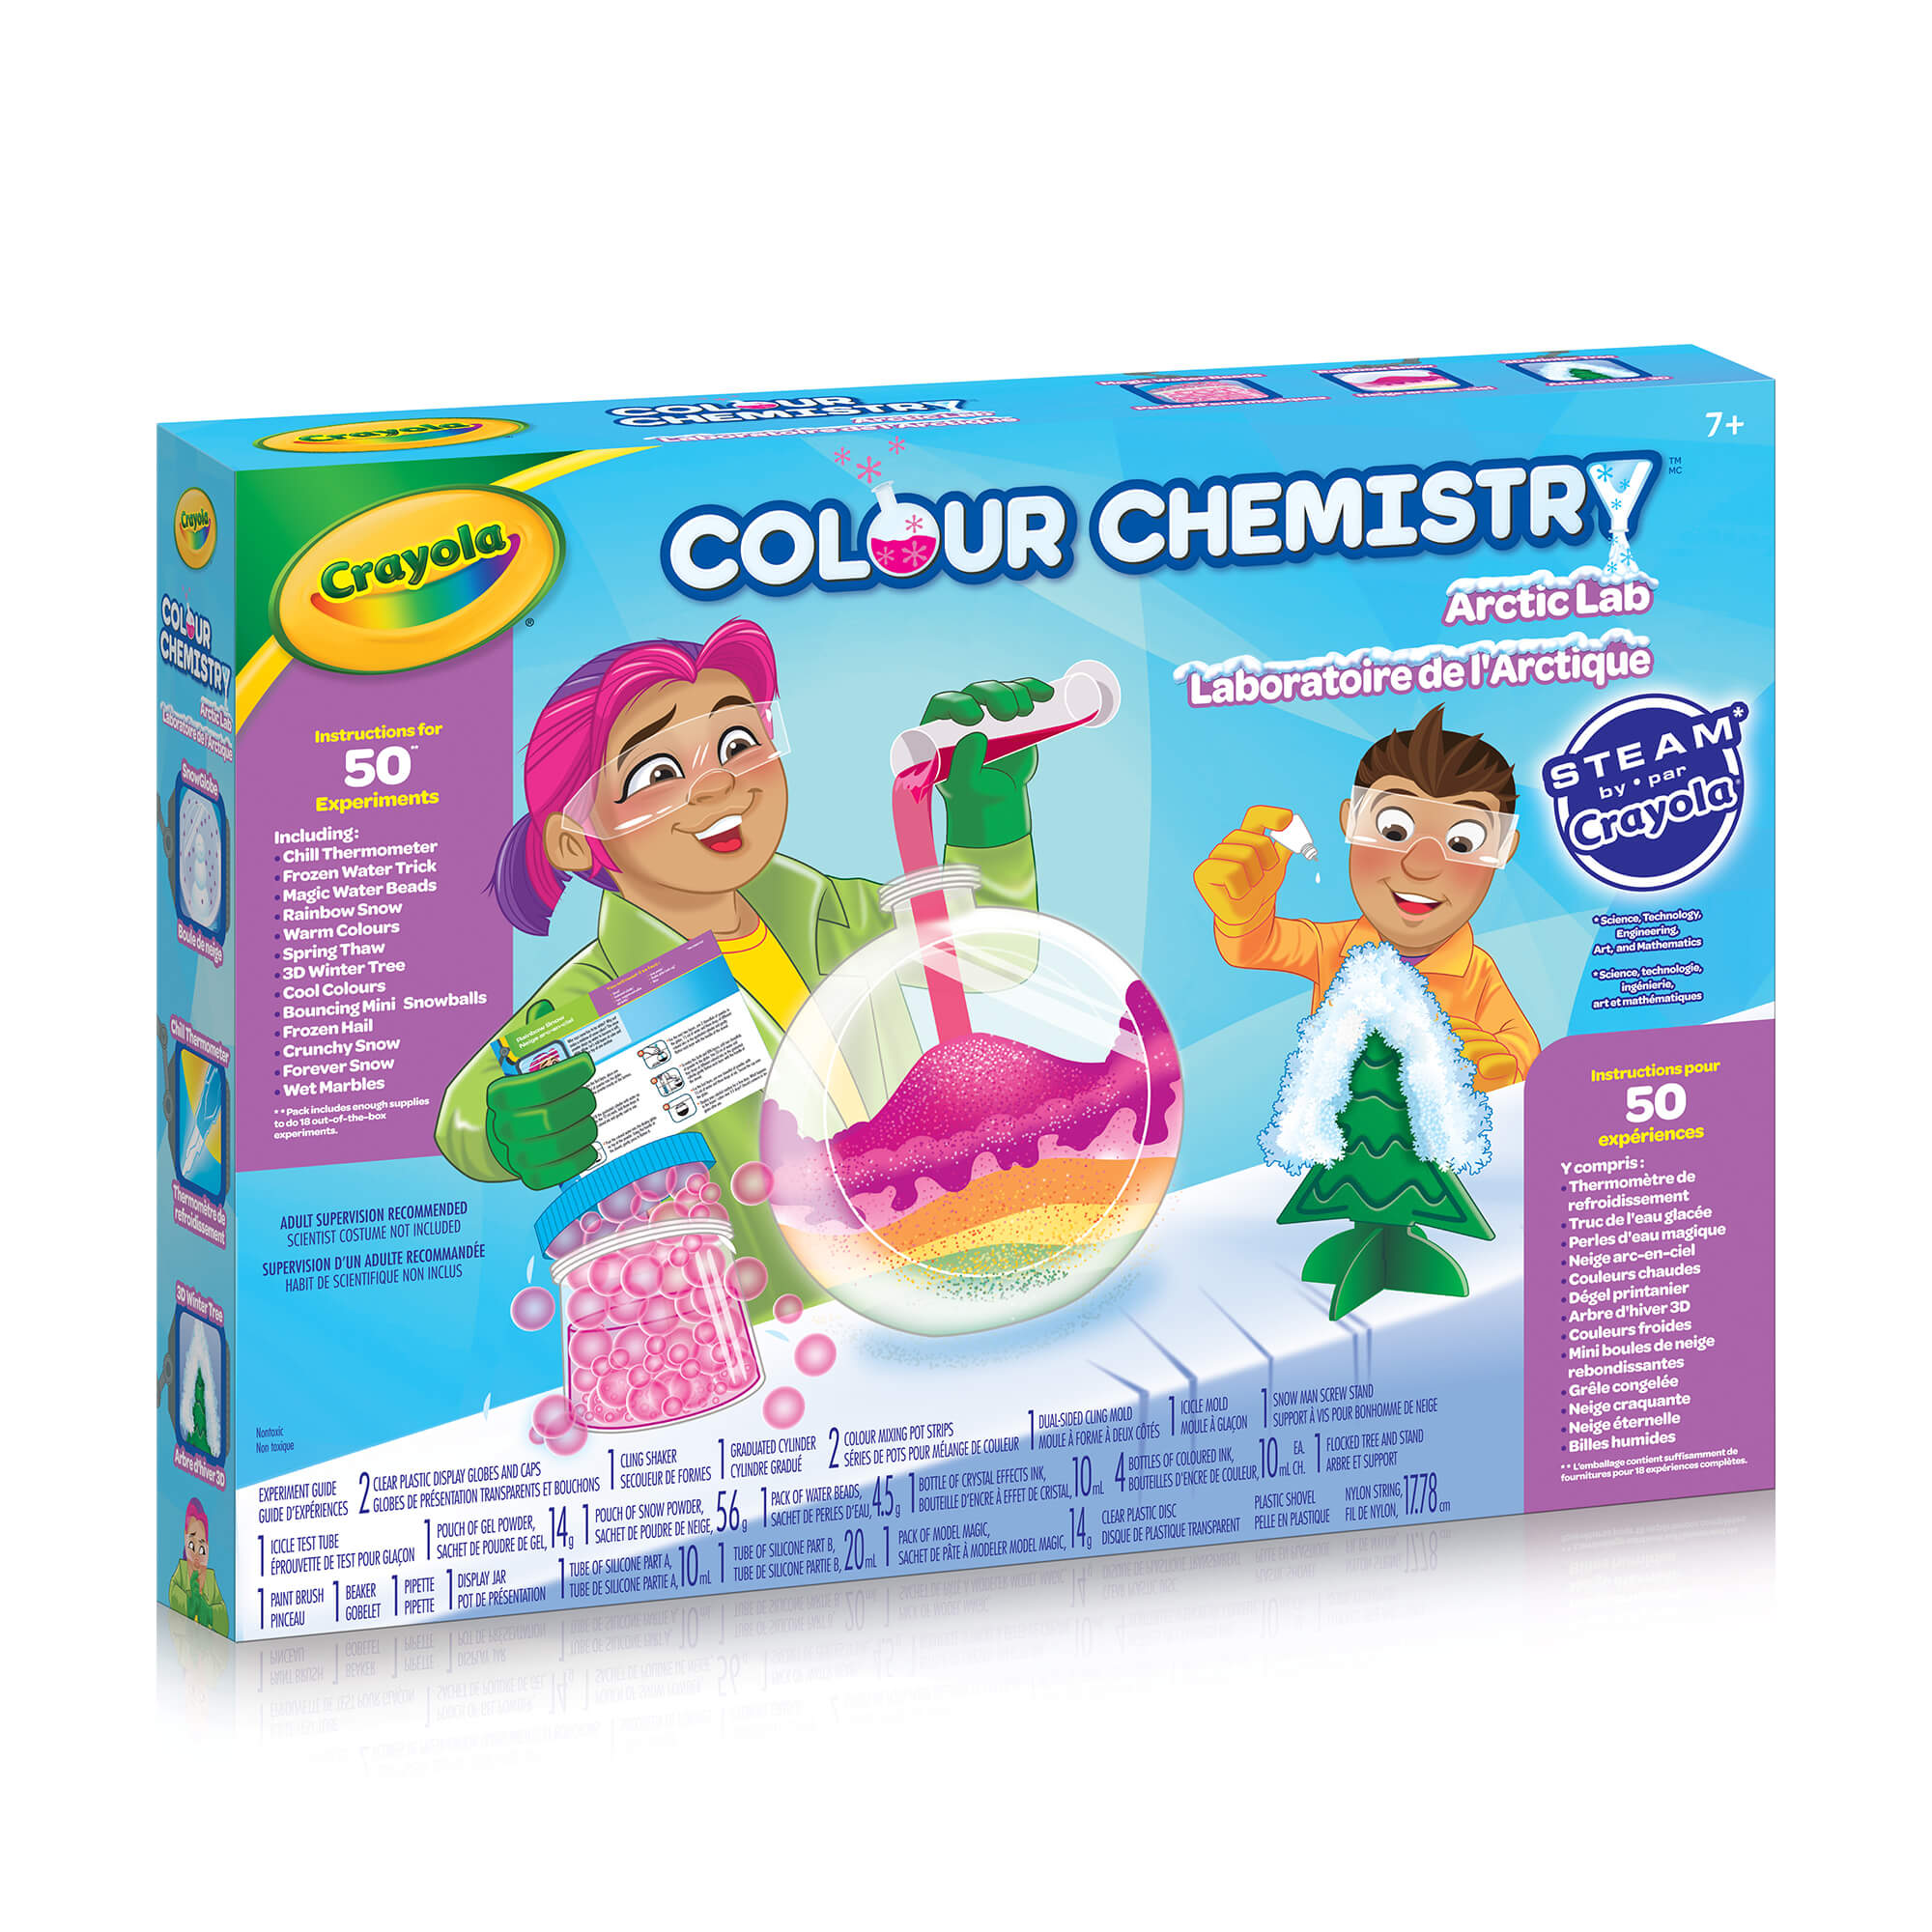 Crayola
COLOUR
CHEMISTRY
Arctic Lab
Laboratoire de l'Arctique
3D Winter Tree
7+
Crayola
®
COLOUR CHEMISTRY
TM
MC
Arctic Lab
Laboratoire de l'Arctique
STEAM*
by • par
Crayola
* Science, Technology,
Engineering,
Art, and Mathematics
* Science, technologie,
ingénierie,
art et mathématiques
Instructions for
50**
Experiments
Including:
• Chill Thermometer
• Frozen Water Trick
• Magic Water Beads
• Rainbow Snow
• Warm Colours
• Spring Thaw
• 3D Winter Tree
• Cool Colours
• Bouncing Mini Snowballs
• Frozen Hail
• Crunchy Snow
• Forever Snow
• Wet Marbles
** Pack includes enough supplies
to do 18 out-of-the-box
experiments.
ADULT SUPERVISION RECOMMENDED
SCIENTIST COSTUME NOT INCLUDED
SUPERVISION D'UN ADULTE RECOMMANDÉE
HABIT DE SCIENTIFIQUE NON INCLUS
Nontoxic
Non toxique
Rainbow Snow
Neige arc-en-ciel
Instructions pour
50
expériences
Y compris :
• Thermomètre de
refroidissement
• Truc de l'eau glacée
• Perles d'eau magique
• Neige arc-en-ciel
• Couleurs chaudes
• Dégel printanier
• Arbre d'hiver 3D
• Couleurs froides
• Mini boules de neige
rebondissantes
• Grêle congelée
• Neige craquante
• Neige éternelle
• Billes humides
** L'emballage contient suffisamment de
fournitures pour 18 expériences complètes.
EXPERIMENT GUIDE
GUIDE D'EXPÉRIENCES
2 CLEAR PLASTIC DISPLAY GLOBES AND CAPS
GLOBES DE PRÉSENTATION TRANSPARENTS ET BOUCHONS
1 CLING SHAKER
SECOUEUR DE FORMES
1 GRADUATED CYLINDER
CYLINDRE GRADUÉ
2 COLOUR MIXING POT STRIPS
SÉRIES DE POTS POUR MÉLANGE DE COULEUR
1 DUAL-SIDED CLING MOLD
MOULE À FORME À DEUX CÔTÉS
1 ICICLE MOLD
MOULE À GLAÇON
1 SNOW MAN SCREW STAND
SUPPORT À VIS POUR BONHOMME DE NEIGE
1 ICICLE TEST TUBE
ÉPROUVETTE DE TEST POUR GLAÇON
1 POUCH OF GEL POWDER,
SACHET DE POUDRE DE GEL, 14 g
1 POUCH OF SNOW POWDER,
SACHET DE POUDRE DE NEIGE, 56 g
1 PACK OF WATER BEADS,
SACHET DE PERLES D'EAU, 4.5 g
1 BOTTLE OF CRYSTAL EFFECTS INK,
BOUTEILLE D'ENCRE À EFFET DE CRISTAL, 10 mL
4 BOTTLES OF COLOURED INK,
BOUTEILLES D'ENCRE DE COULEUR, 10 EA. mL CH.
1 FLOCKED TREE AND STAND
ARBRE ET SUPPORT
1 PAINT BRUSH
PINCEAU
1 BEAKER
GOBELET
1 PIPETTE
PIPETTE
1 DISPLAY JAR
POT DE PRÉSENTATION
1 TUBE OF SILICONE PART A,
TUBE DE SILICONE PARTIE A, 10 mL
1 TUBE OF SILICONE PART B,
TUBE DE SILICONE PARTIE B, 20 mL
1 PACK OF MODEL MAGIC,
SACHET DE PÂTE À MODELER MODEL MAGIC, 14 g
CLEAR PLASTIC DISC
DISQUE DE PLASTIQUE TRANSPARENT
PLASTIC SHOVEL
PELLE EN PLASTIQUE
NYLON STRING,
FIL DE NYLON, 17.78 cm
Crayola
COLOUR
CHEMISTRY
Arctic Lab
Laboratoire de l'Arctique
SnowGlobe
Boule de neige
Chill Thermometer
Thermomètre de
refroidissement
3D Winter Tree
Arbre d'hiver 3D